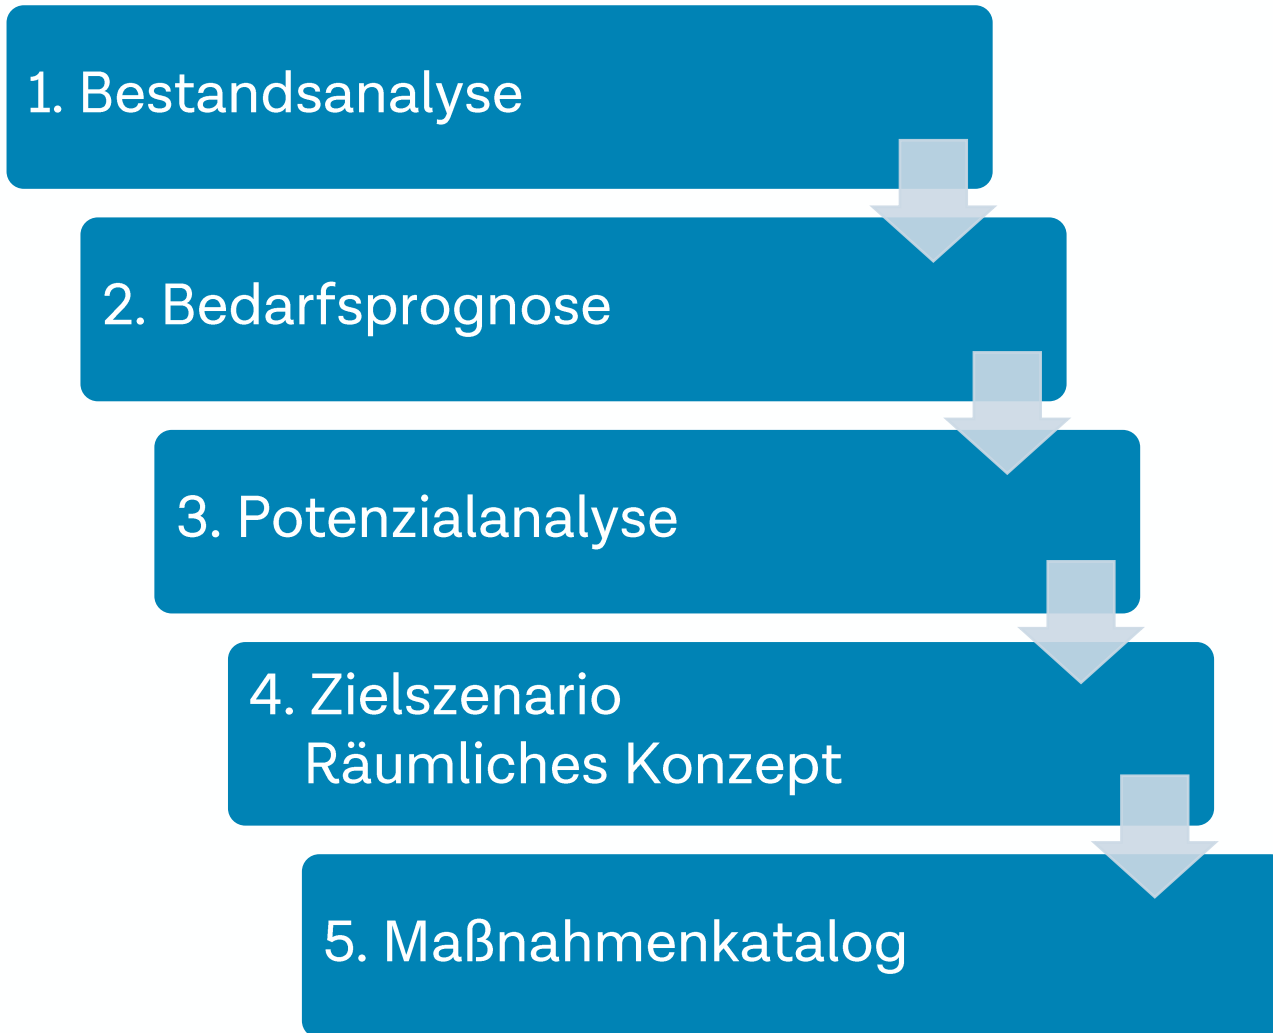 1. Bestandsanalyse
2. Bedarfsprognose
3. Potenzialanalyse
4. Zielszenario
Räumliches Konzept
5. Maßnahmenkatalog